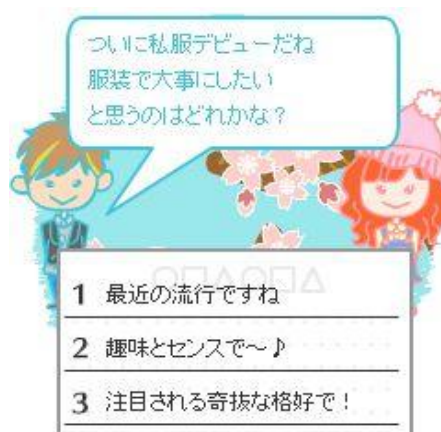 ついに私服デビューだね
服装で大事にしたい
と思うのはどれかな？
○□△○□△
1 最近の流行ですね
2 趣味とセンスで～♪
3 注目される奇抜な格好で！